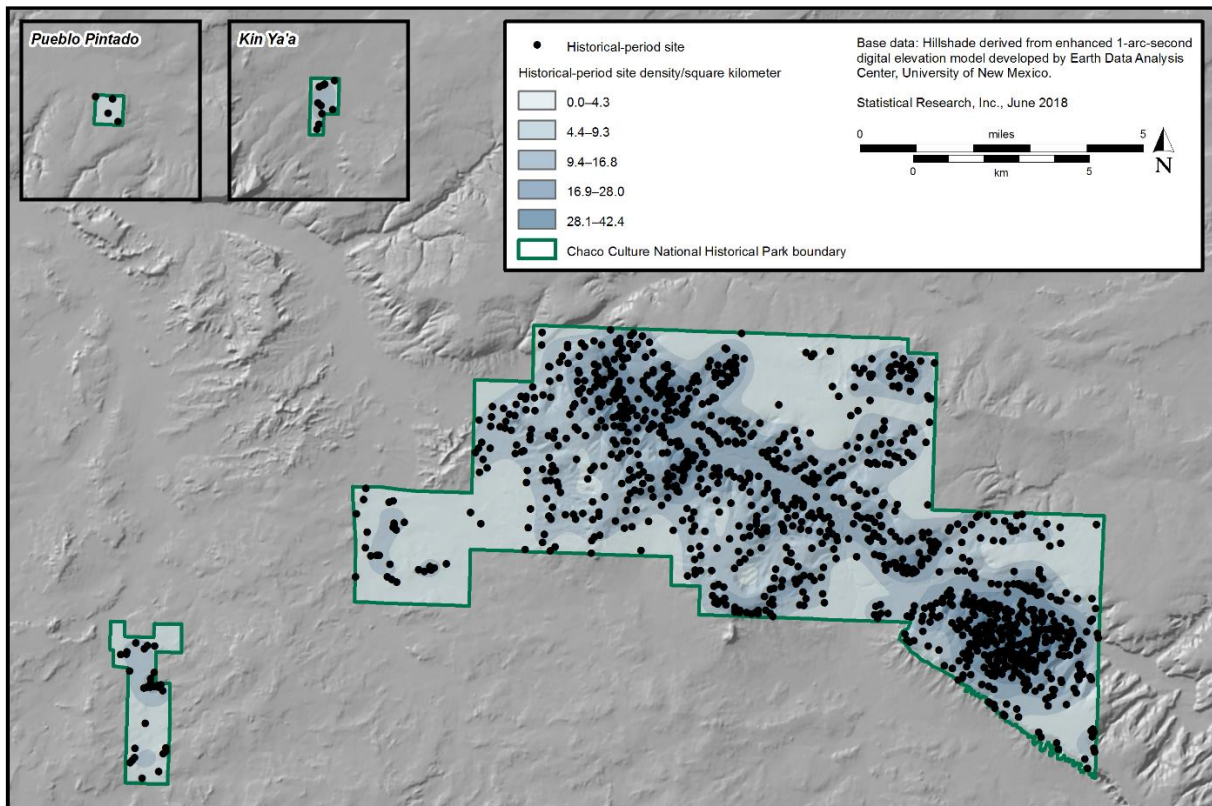 Pueblo Pintado
Kin Ya'a
Historical-period site
Historical-period site density/square kilometer
0.0–4.3
4.4–9.3
9.4–16.8
16.9–28.0
28.1–42.4
Chaco Culture National Historical Park boundary
Base data: Hillshade derived from enhanced 1-arc-second
digital elevation model developed by Earth Data Analysis
Center, University of New Mexico.
Statistical Research, Inc., June 2018
0 miles 5
0 km 5
N